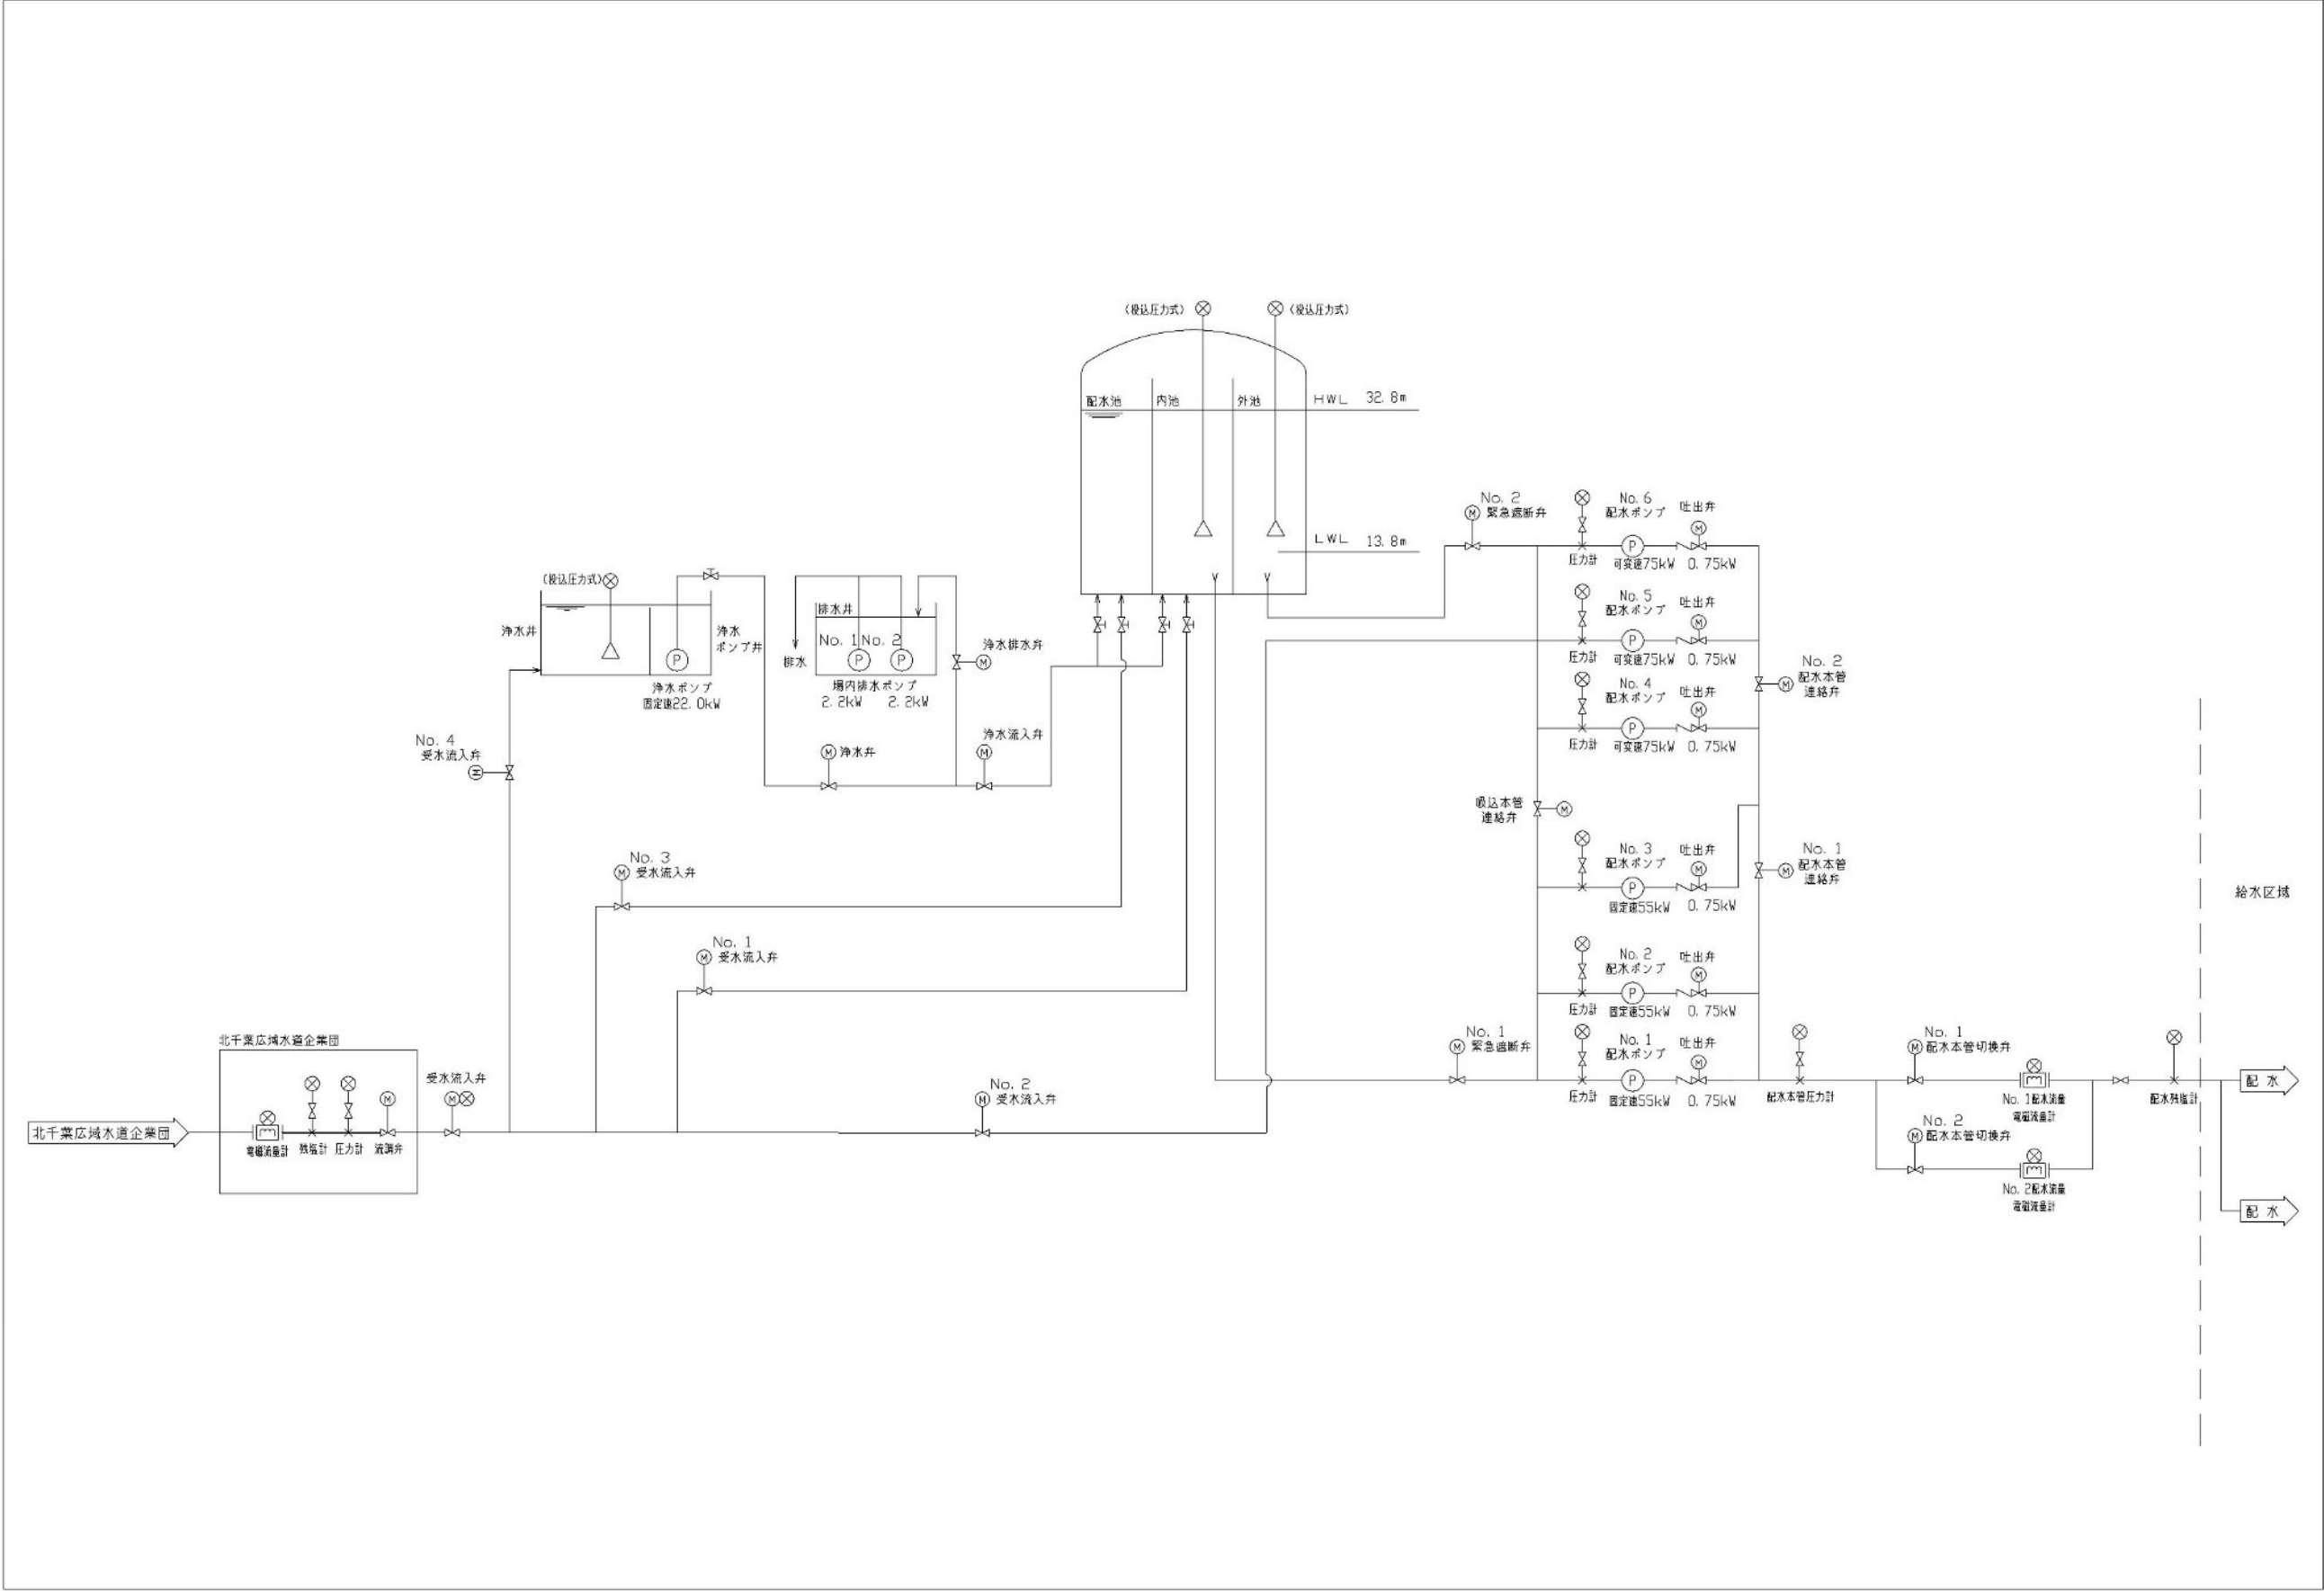 (投込圧力式)
(投込圧力式)
配水池
内池
外池
HWL 32.8m
LWL 13.8m
(投込圧力式)
浄水井
浄水
ポンプ井
P
浄水ポンプ
固定速22.0kW
排水井
No. 1 No. 2
P P
排水
場内排水ポンプ
2.2kW 2.2kW
浄水排水弁
M
浄水流入弁
M
M 浄水弁
No. 4
受水流入弁
M
No. 3
M 受水流入弁
No. 1
M 受水流入弁
No. 2
M 受水流入弁
北千葉広域水道企業団
北千葉広域水道企業団
電磁流量計
残塩計
圧力計
M
流調弁
受水流入弁
M
No. 2
M 緊急遮断弁
No. 6
配水ポンプ
吐出弁
M
P
圧力計
可変速75kW 0.75kW
No. 5
配水ポンプ
吐出弁
M
P
圧力計
可変速75kW 0.75kW
No. 4
配水ポンプ
吐出弁
M
P
圧力計
可変速75kW 0.75kW
No. 2
配水本管
連絡弁
M
吸込本管
連絡弁
M
No. 3
配水ポンプ
吐出弁
M
P
固定速55kW 0.75kW
No. 1
配水本管
連絡弁
M
No. 2
配水ポンプ
吐出弁
M
P
圧力計
固定速55kW 0.75kW
No. 1
M 緊急遮断弁
No. 1
配水ポンプ
吐出弁
M
P
圧力計
固定速55kW 0.75kW
配水本管圧力計
No. 1
M 配水本管切換弁
No. 1配水流量
電磁流量計
No. 2
M 配水本管切換弁
No. 2配水流量
電磁流量計
配水残塩計
給水区域
配水
配水